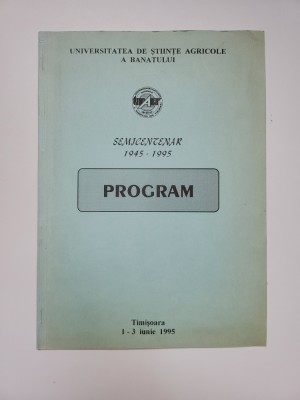 UNIVERSITATEA DE ȘTIINȚE AGRICOLE
A BANATULUI
SEMICENTENAR
1945 - 1995
PROGRAM
Timișoara
1 - 3 iunie 1995